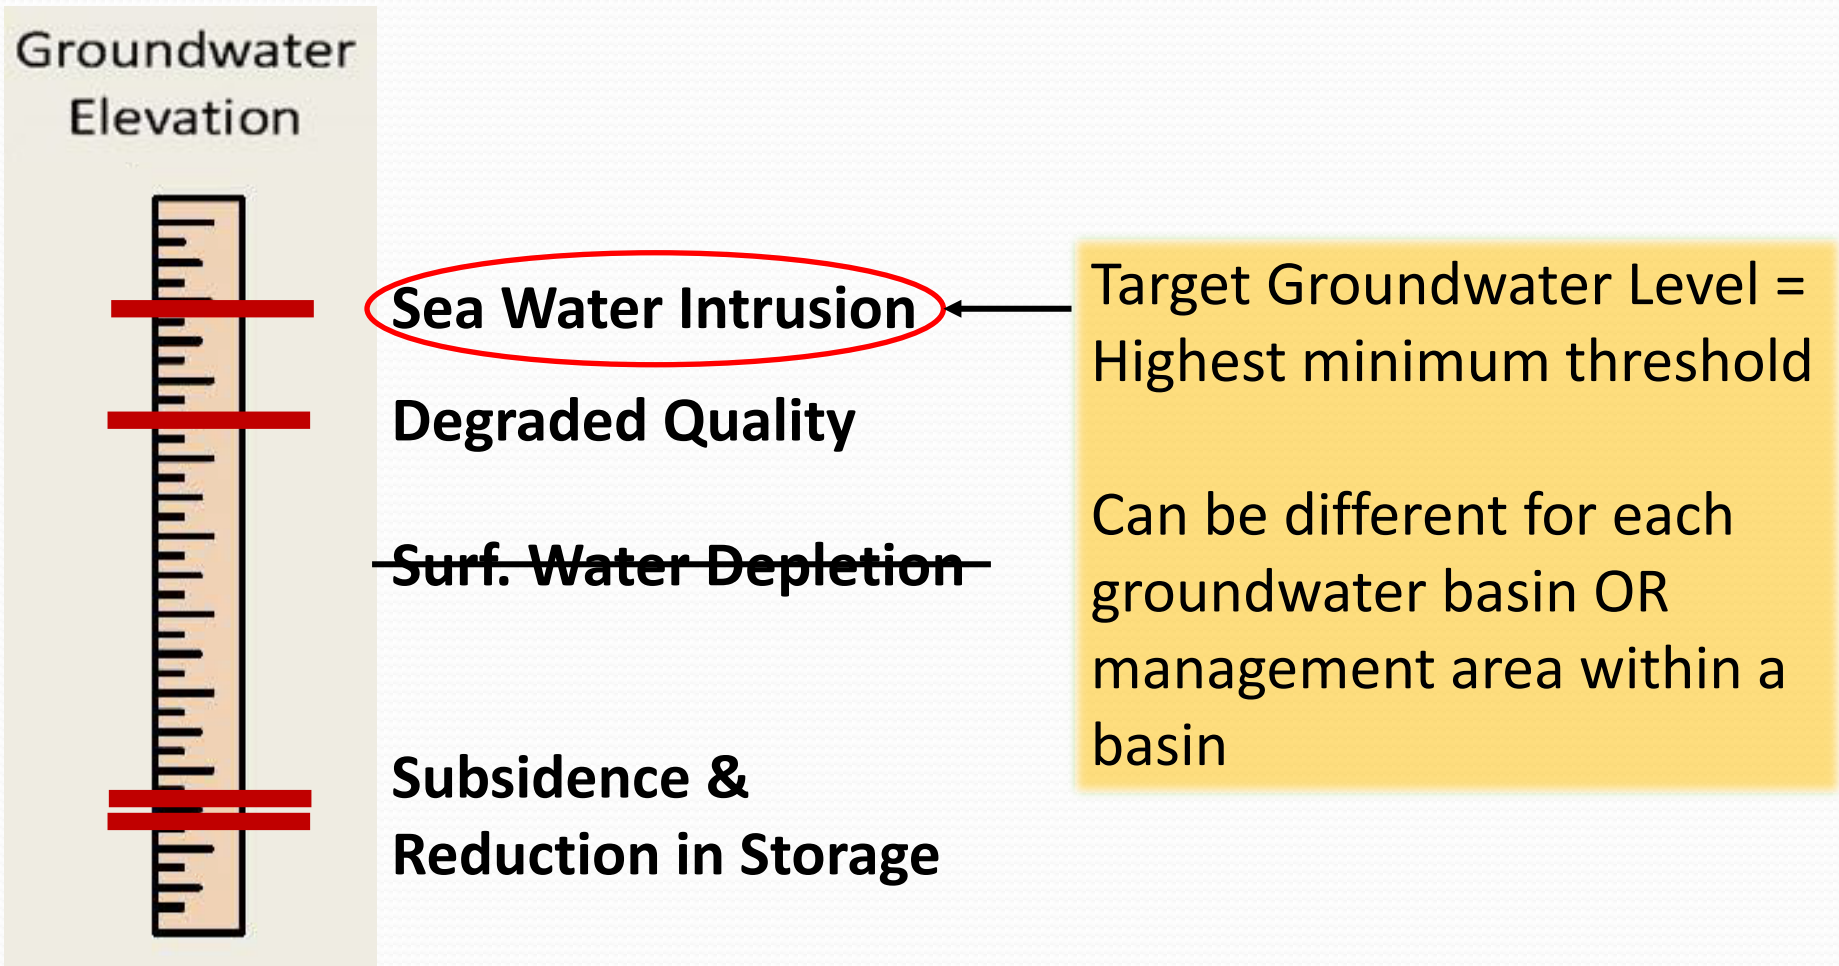 Groundwater
Elevation
Sea Water Intrusion
Degraded Quality
Surf. Water Depletion
Subsidence &
Reduction in Storage
Target Groundwater Level =
Highest minimum threshold
Can be different for each
groundwater basin OR
management area within a
basin